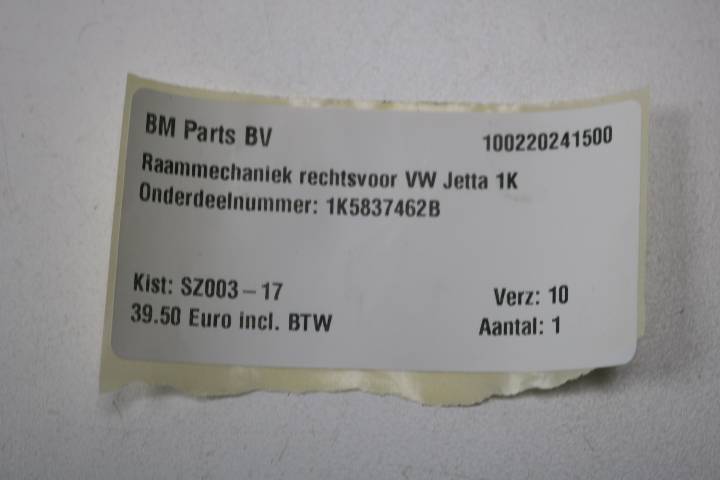 BM Parts BV 100220241500
Raammechaniek rechtsvoor VW Jetta 1K
Onderdeelnummer: 1K5837462B
Kist: SZ003-17 Verz: 10
39.50 Euro incl. BTW Aantal: 1